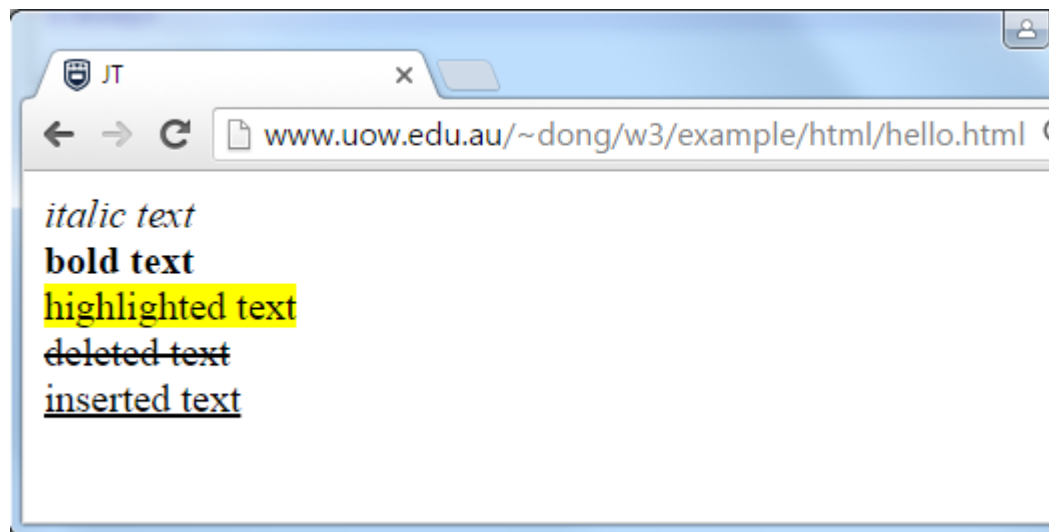 JT
www.uow.edu.au/~dong/w3/example/html/hello.html
italic text
bold text
highlighted text
deleted text
inserted text